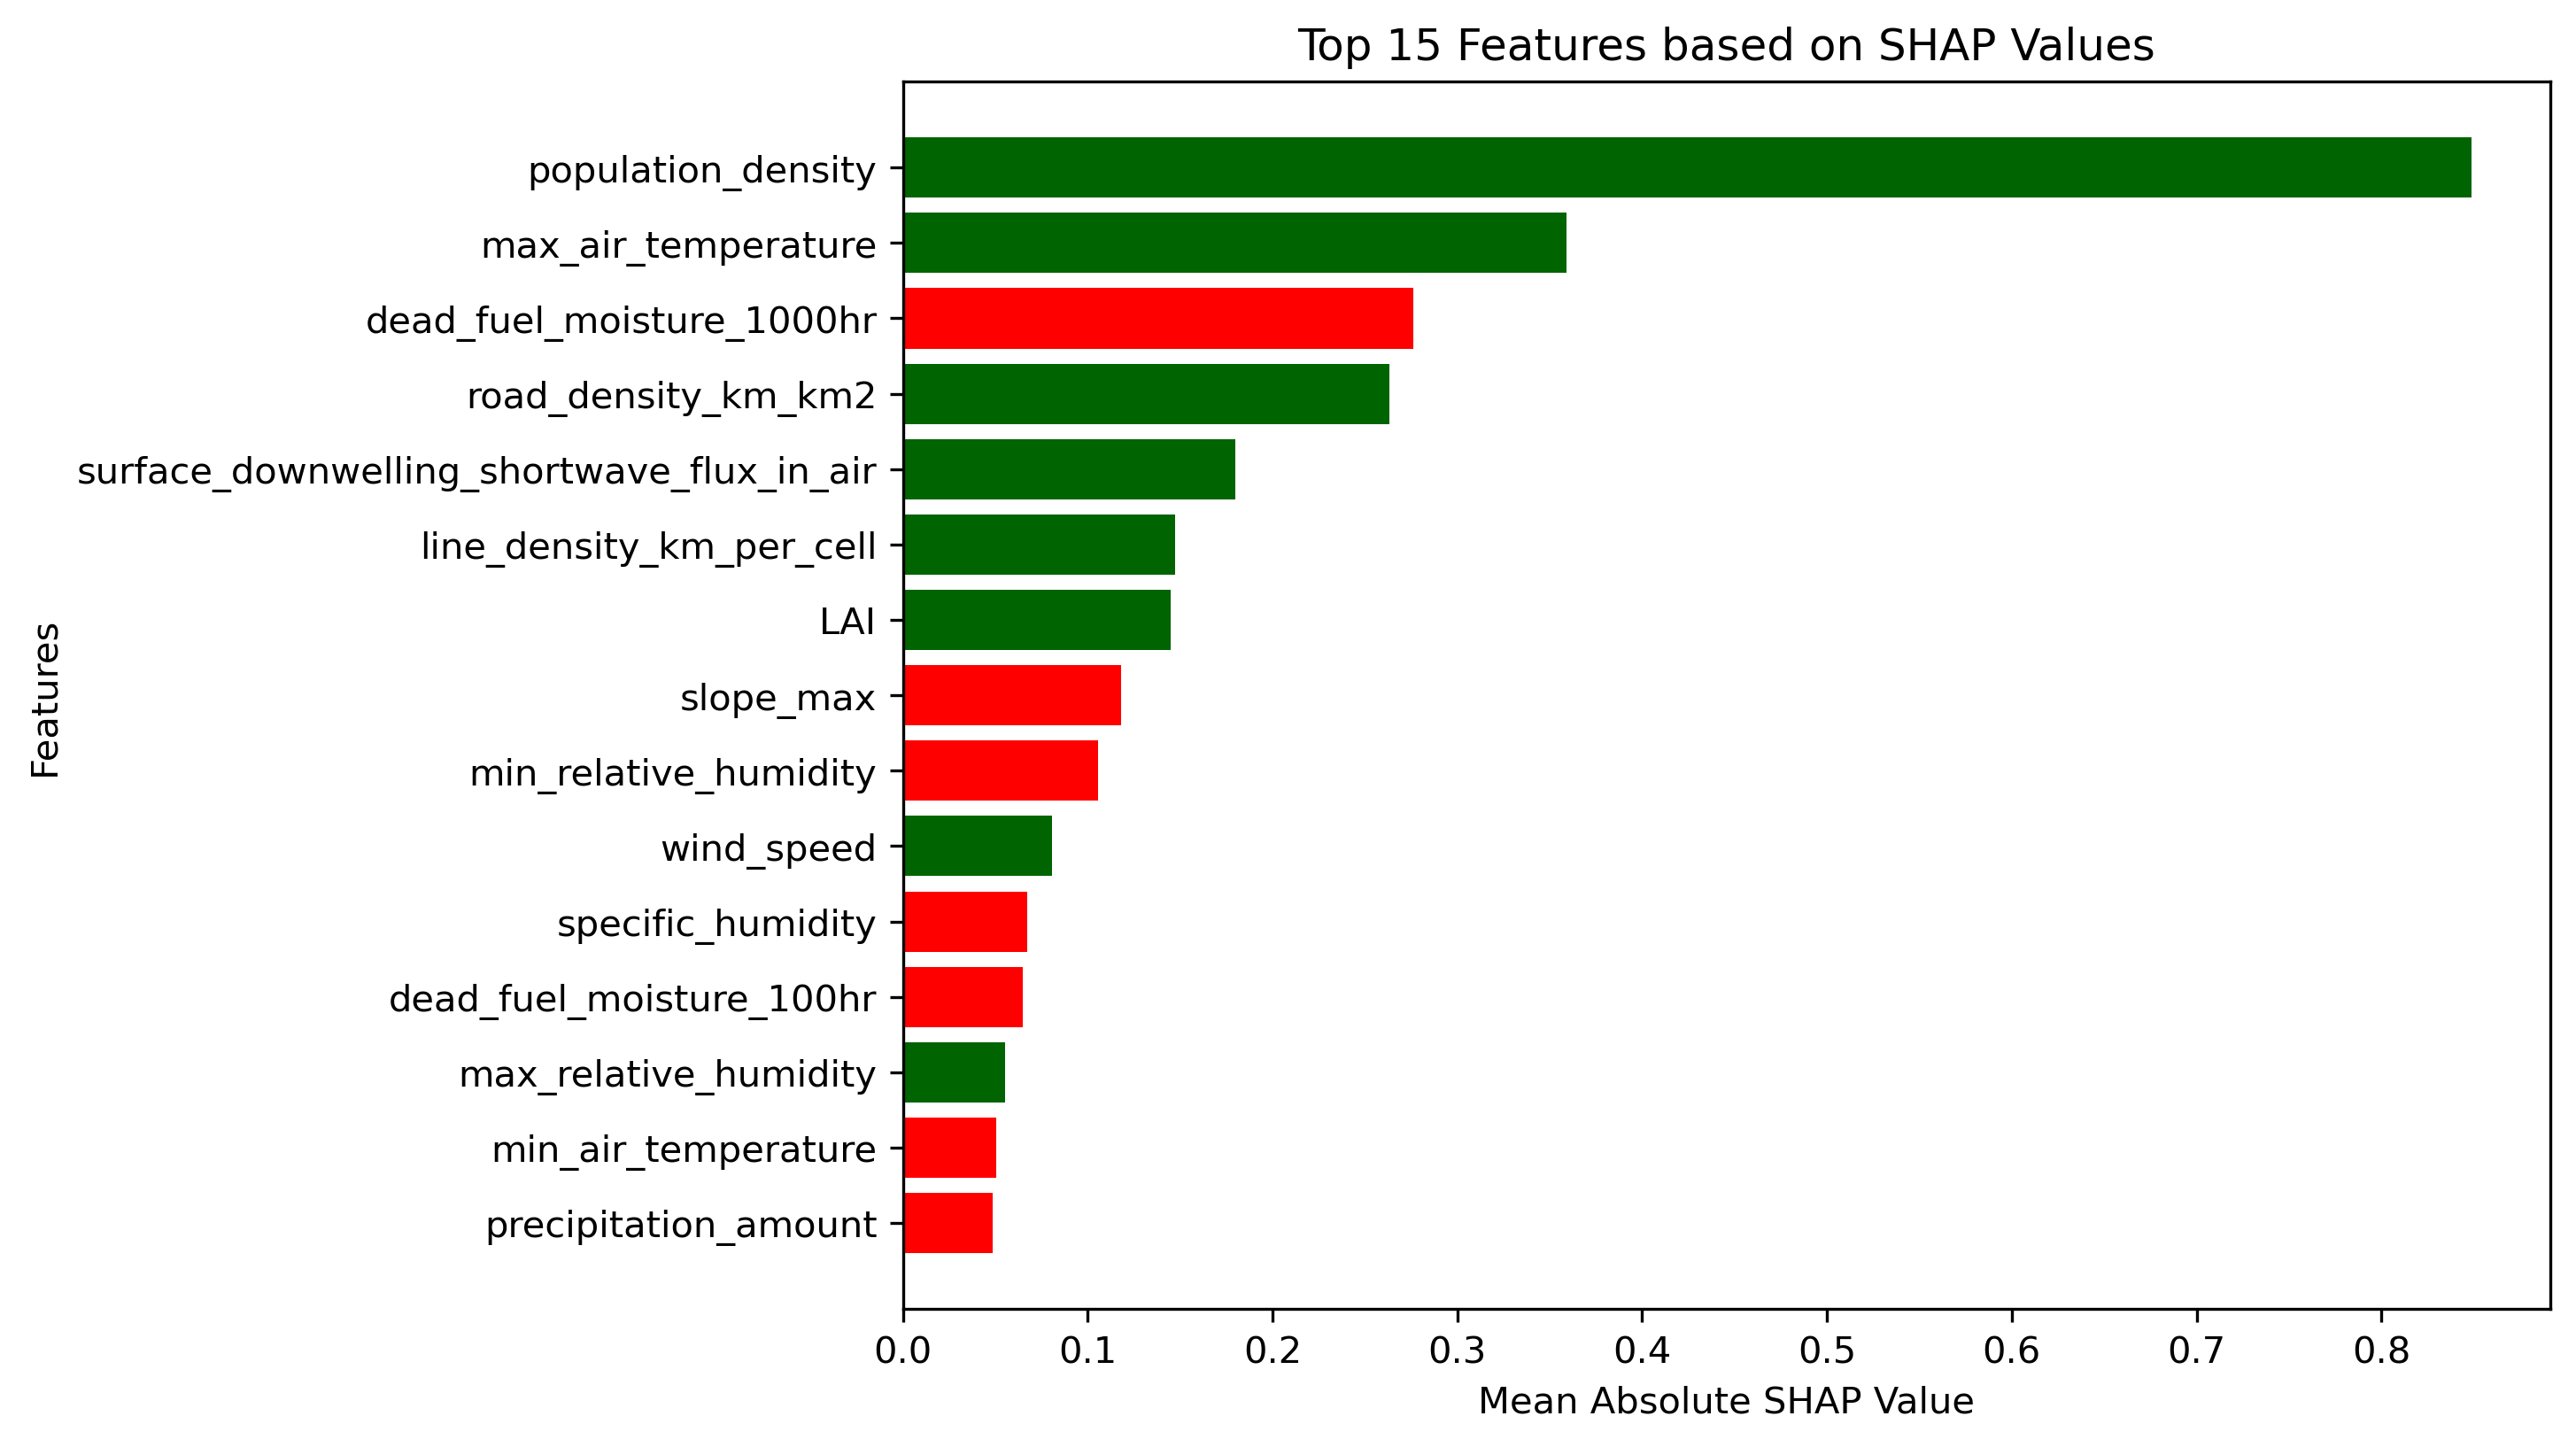 Top 15 Features based on SHAP Values
Features
population_density
max_air_temperature
dead_fuel_moisture_1000hr
road_density_km_km2
surface_downwelling_shortwave_flux_in_air
line_density_km_per_cell
LAI
slope_max
min_relative_humidity
wind_speed
specific_humidity
dead_fuel_moisture_100hr
max_relative_humidity
min_air_temperature
precipitation_amount
0.0 0.1 0.2 0.3 0.4 0.5 0.6 0.7 0.8
Mean Absolute SHAP Value